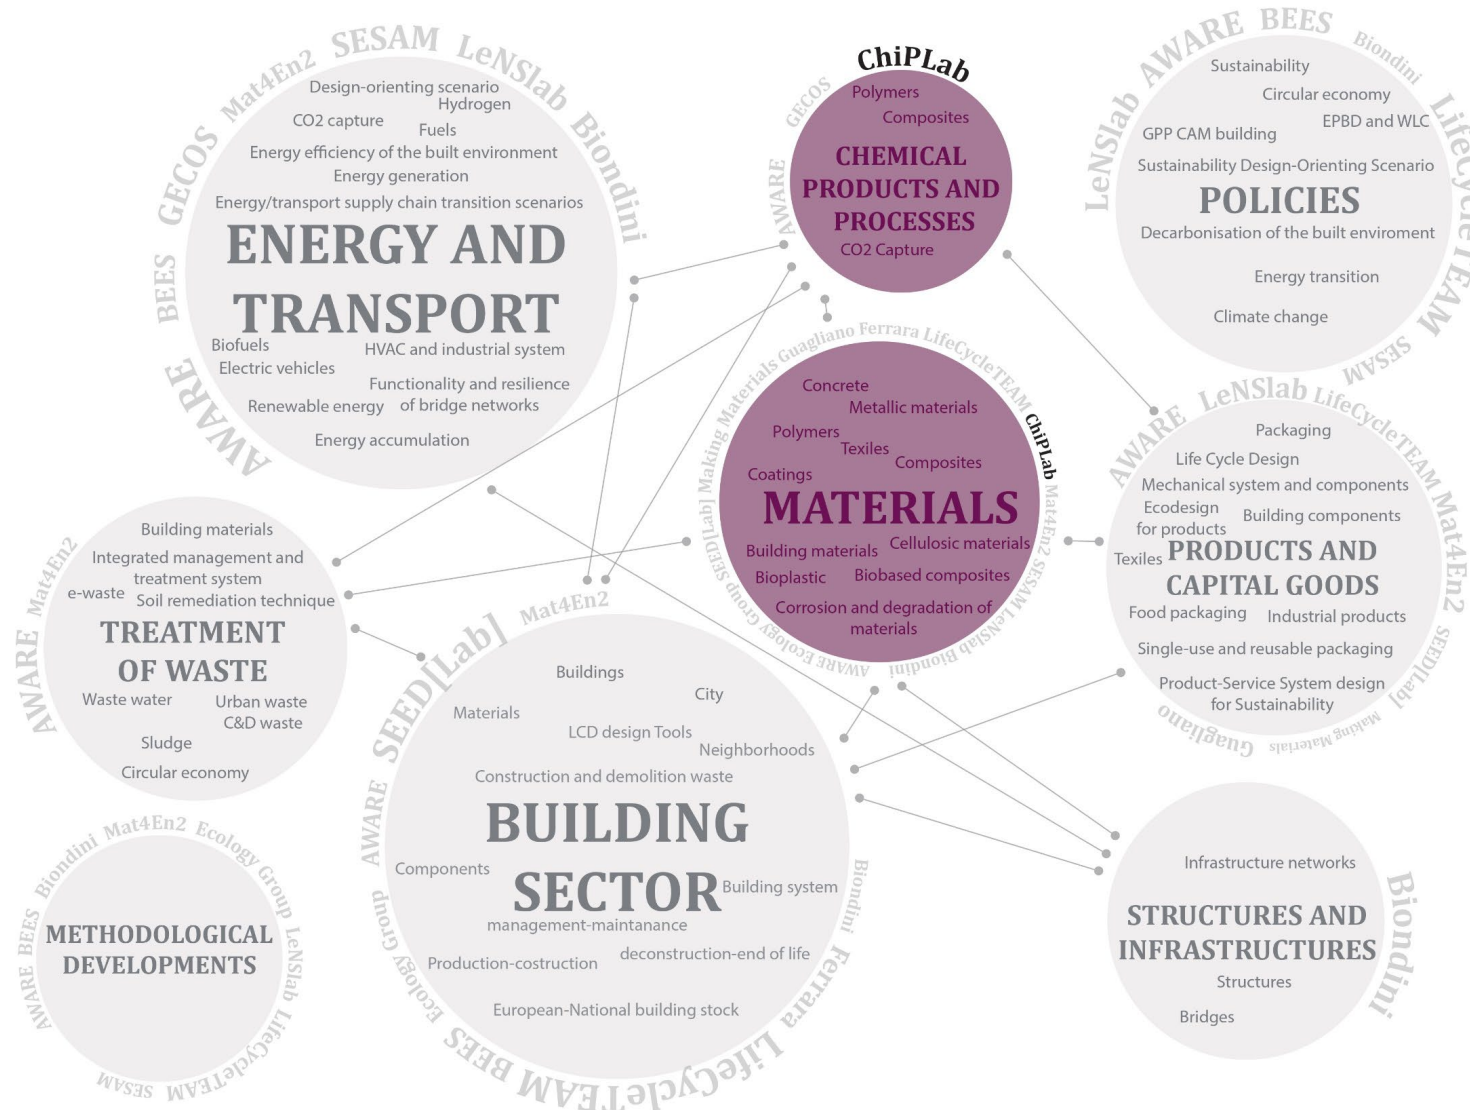 AWARE BEES GECOS Mat4En2 SESAM LeNSlab Biondini
Design-orienting scenario
Hydrogen
CO2 capture
Fuels
Energy efficiency of the built environment
Energy generation
Energy/transport supply chain transition scenarios
ENERGY AND
TRANSPORT
Biofuels
HVAC and industrial system
Electric vehicles
Functionality and resilience
of bridge networks
Renewable energy
Energy accumulation
AWARE GECOS ChiPLab
Polymers
Composites
CHEMICAL
PRODUCTS AND
PROCESSES
CO2 Capture
LeNSlab AWARE BEES Biondini LifeCycleTEAM SESAM
Sustainability
Circular economy
EPBD and WLC
GPP CAM building
Sustainability Design-Orienting Scenario
POLICIES
Decarbonisation of the built enviroment
Energy transition
Climate change
AWARE Ecology Group SEED[Lab] Making Materials Guagliano Ferrara LifeCycleTEAM ChiPLab Mat4En2 SESAM LeNSlab Biondini
Concrete
Metallic materials
Polymers
Texiles
Composites
Coatings
MATERIALS
Building materials
Cellulosic materials
Bioplastic
Biobased composites
Corrosion and degradation of
materials
AWARE LeNSlab LifeCycleTEAM Mat4En2 SEED[Lab] Making Materials Guagliano
Packaging
Life Cycle Design
Mechanical system and components
Ecodesign
for products
Building components
Texiles
PRODUCTS AND
CAPITAL GOODS
Food packaging
Industrial products
Single-use and reusable packaging
Product-Service System design
for Sustainability
AWARE Mat4En2
Building materials
Integrated management and
treatment system
e-waste
Soil remediation technique
TREATMENT
OF WASTE
Waste water
Urban waste
C&D waste
Sludge
Circular economy
Ecology Group AWARE SEED[Lab] Mat4En2
Biondini Ferrara LifeCycleTEAM BEES
Buildings
City
Materials
LCD design Tools
Neighborhoods
Construction and demolition waste
BUILDING
SECTOR
Components
Building system
management-maintanance
deconstruction-end of life
Production-costruction
European-National building stock
AWARE BEES Biondini Mat4En2 Ecology Group LeNSlab LifeCycleTEAM SESAM
METHODOLOGICAL
DEVELOPMENTS
Biondini
Infrastructure networks
STRUCTURES AND
INFRASTRUCTURES
Structures
Bridges